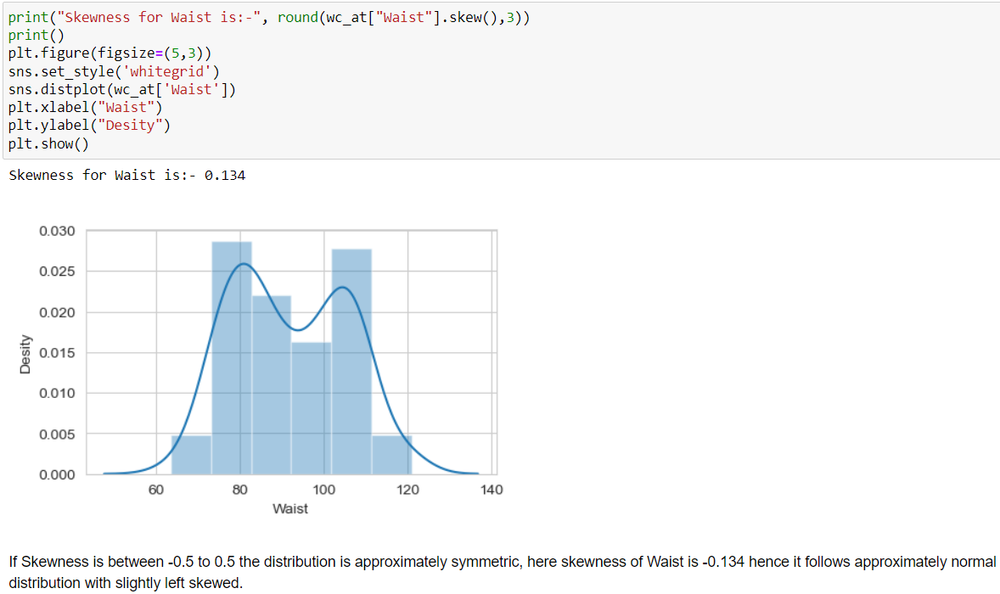 print("Skewness for Waist is:-", round(wc_at["Waist"].skew(),3))
print()
plt.figure(figsize=(5,3))
sns.set_style('whitegrid')
sns.distplot(wc_at['Waist'])
plt.xlabel("Waist")
plt.ylabel("Desity")
plt.show()
Skewness for Waist is:- 0.134
0.030
0.025
0.020
0.015
0.010
0.005
0.000
Desity
60 80 100 120 140
Waist
If Skewness is between -0.5 to 0.5 the distribution is approximately symmetric, here skewness of Waist is -0.134 hence it follows approximately normal
distribution with slightly left skewed.